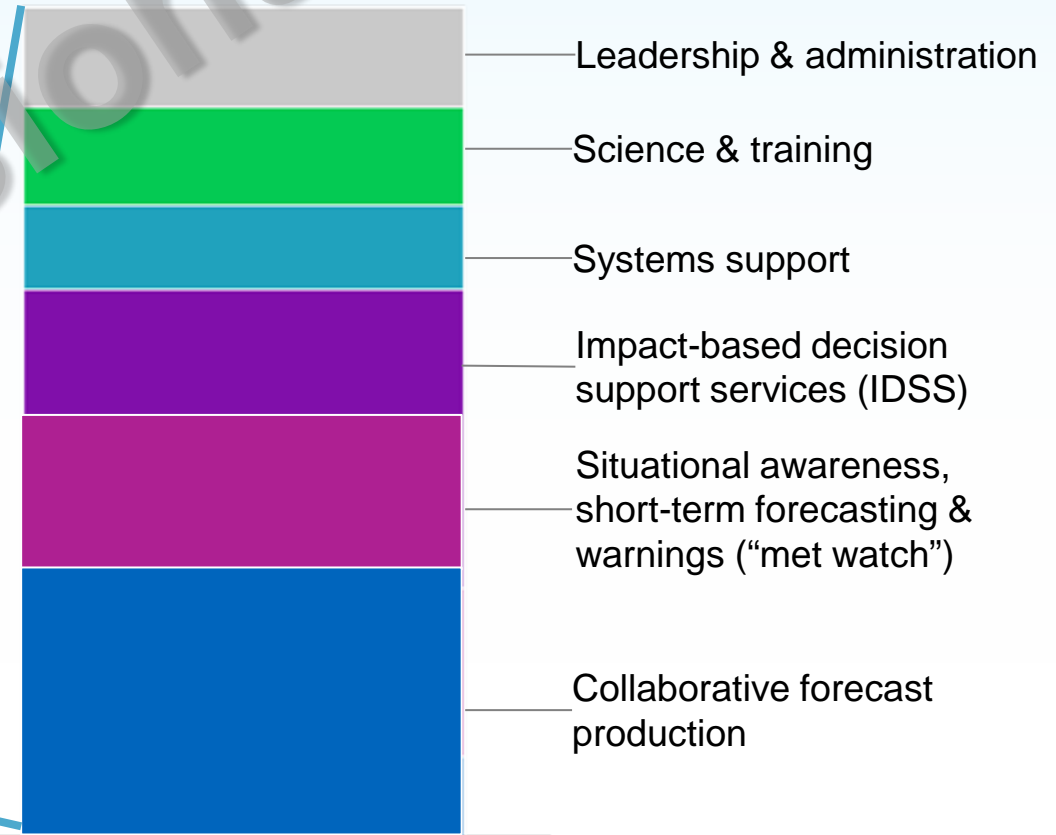 Leadership & administration
Science & training
Systems support
Impact-based decision
support services (IDSS)
Situational awareness,
short-term forecasting &
warnings (“met watch”)
Collaborative forecast
production